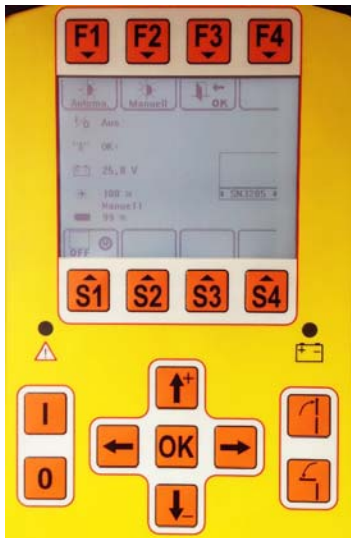 F1 F2 F3 F4
Automa. Manuell OK
Aus
OK
25,8 V
100 %
Manuell
99 %
* SN3285 *
OFF
S1 S2 S3 S4
+ -
I
0
+
OK
-